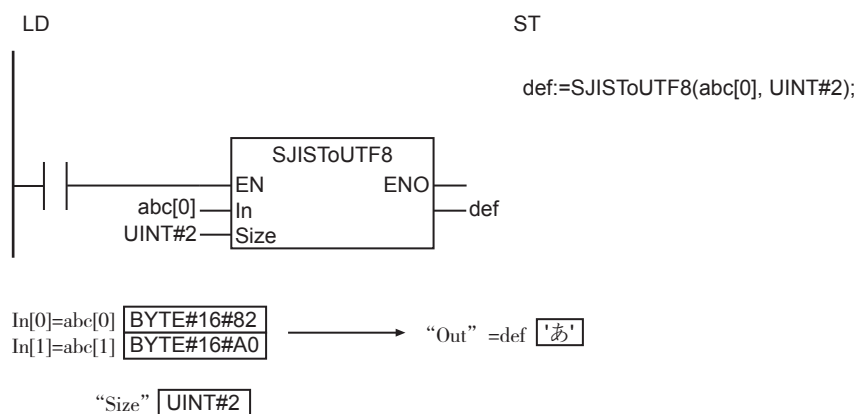 LD
ST
def:=SJISToUTF8(abc[0], UINT#2);
SJISToUTF8
EN ENO
abc[0] In def
UINT#2 Size
In[0]=abc[0] BYTE#16#82
In[1]=abc[1] BYTE#16#A0
“Out” =def 'あ'
“Size” UINT#2